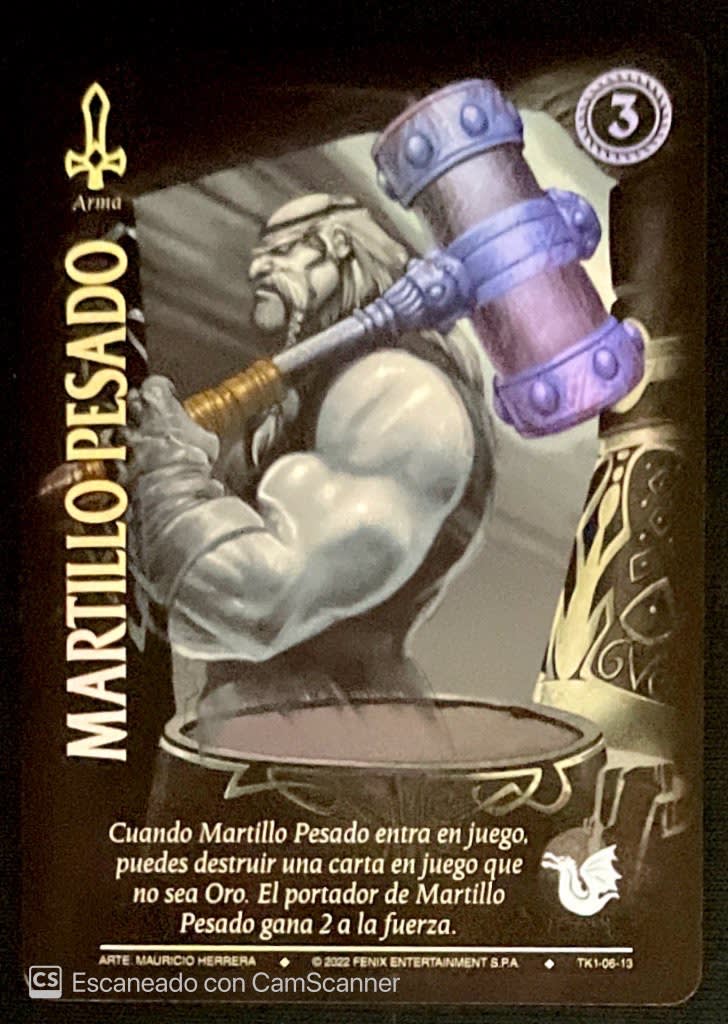 3
Arma
MARTILLO PESADO
Cuando Martillo Pesado entra en juego,
puedes destruir una carta en juego que
no sea Oro. El portador de Martillo
Pesado gana 2 a la fuerza.
ARTE: MAURICIO HERRERA ◆ © 2022 FENIX ENTERTAINMENT S.P.A. ◆ TK1-06-13
CS Escaneado con CamScanner